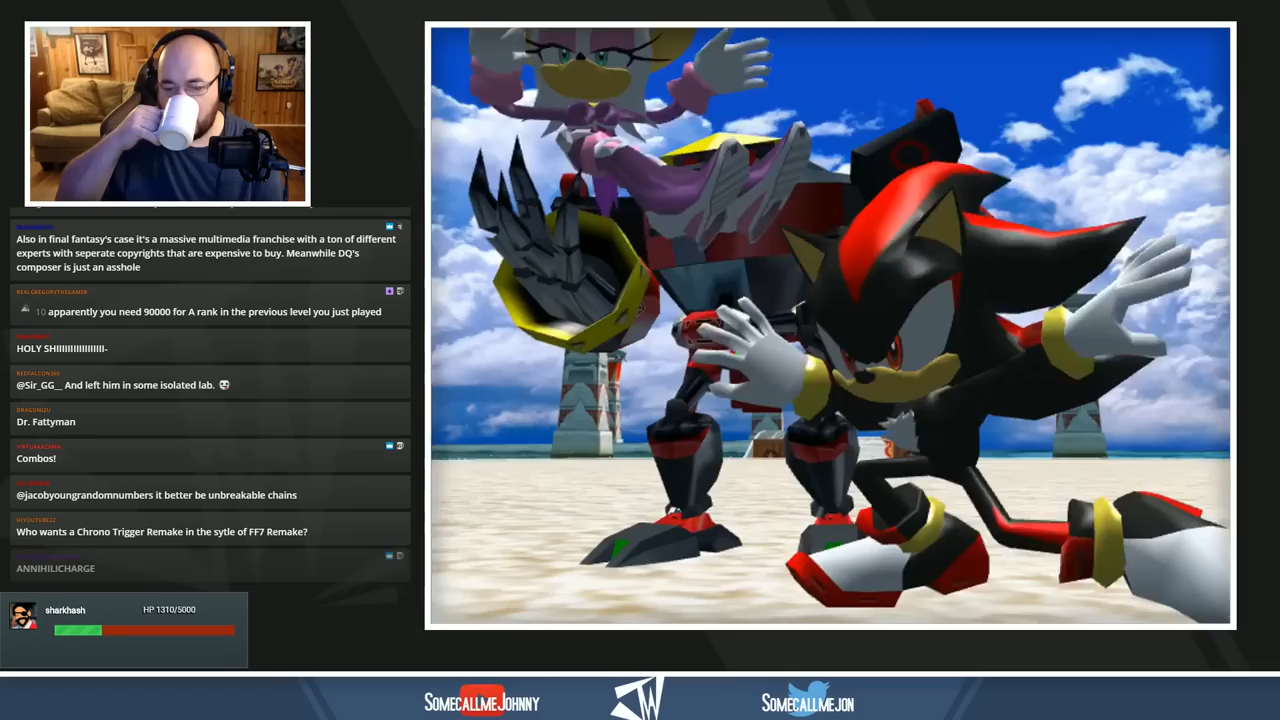 Also in final fantasy's case it's a massive multimedia franchise with a ton of different
experts with seperate copyrights that are expensive to buy. Meanwhile DQ's
composer is just an asshole
REALGREGORYTHEGAMER
10 apparently you need 90000 for A rank in the previous level you just played
HOLY SHIIIIIIIIIIIIIIIII-
REDFALCON366
@Sir_GG__ And left him in some isolated lab.
DRAGONIZU
Dr. Fattyman
Combos!
@jacobyoungrandomnumbers it better be unbreakable chains
HIYOUTUBEZZ
Who wants a Chrono Trigger Remake in the sytle of FF7 Remake?
ANNIHILICHARGE
sharkhash HP 1310/5000
SOMECALLMEJOHNNY
SOMECALLMEJON